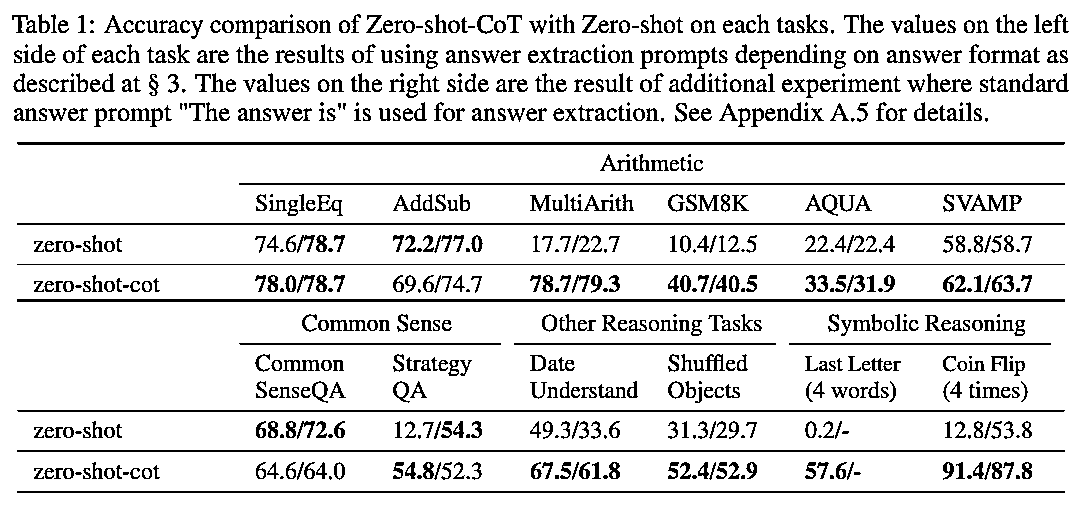 Table 1: Accuracy comparison of Zero-shot-CoT with Zero-shot on each tasks. The values on the left
side of each task are the results of using answer extraction prompts depending on answer format as
described at § 3. The values on the right side are the result of additional experiment where standard
answer prompt "The answer is" is used for answer extraction. See Appendix A.5 for details.
Arithmetic
SingleEq AddSub MultiArith GSM8K AQUA SVAMP
zero-shot 74.6/78.7 72.2/77.0 17.7/22.7 10.4/12.5 22.4/22.4 58.8/58.7
zero-shot-cot 78.0/78.7 69.6/74.7 78.7/79.3 40.7/40.5 33.5/31.9 62.1/63.7
Common Sense Other Reasoning Tasks Symbolic Reasoning
Common Strategy Date Shuffled Last Letter Coin Flip
SenseQA QA Understand Objects (4 words) (4 times)
zero-shot 68.8/72.6 12.7/54.3 49.3/33.6 31.3/29.7 0.2/- 12.8/53.8
zero-shot-cot 64.6/64.0 54.8/52.3 67.5/61.8 52.4/52.9 57.6/- 91.4/87.8